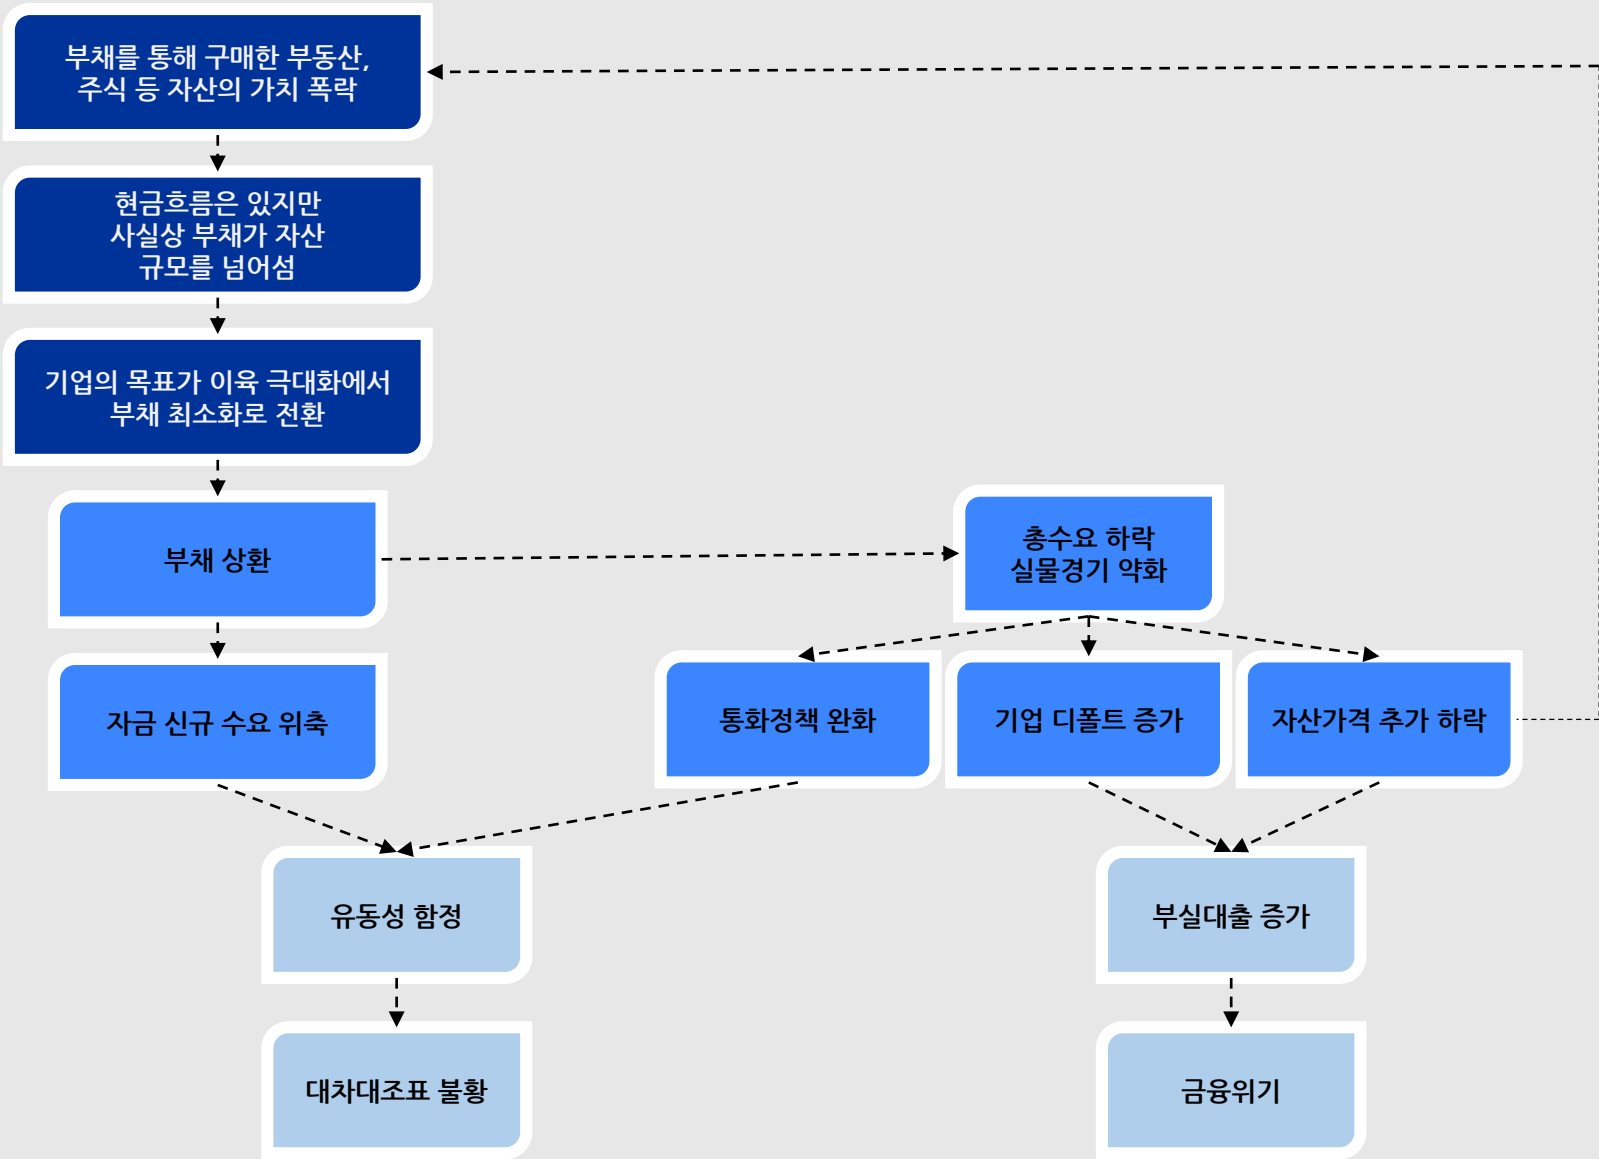 부채를 통해 구매한 부동산,
주식 등 자산의 가치 폭락
현금흐름은 있지만
사실상 부채가 자산
규모를 넘어섬
기업의 목표가 이육 극대화에서
부채 최소화로 전환
부채 상환
총수요 하락
실물경기 약화
자금 신규 수요 위축
통화정책 완화
기업 디폴트 증가
자산가격 추가 하락
유동성 함정
부실대출 증가
대차대조표 불황
금융위기